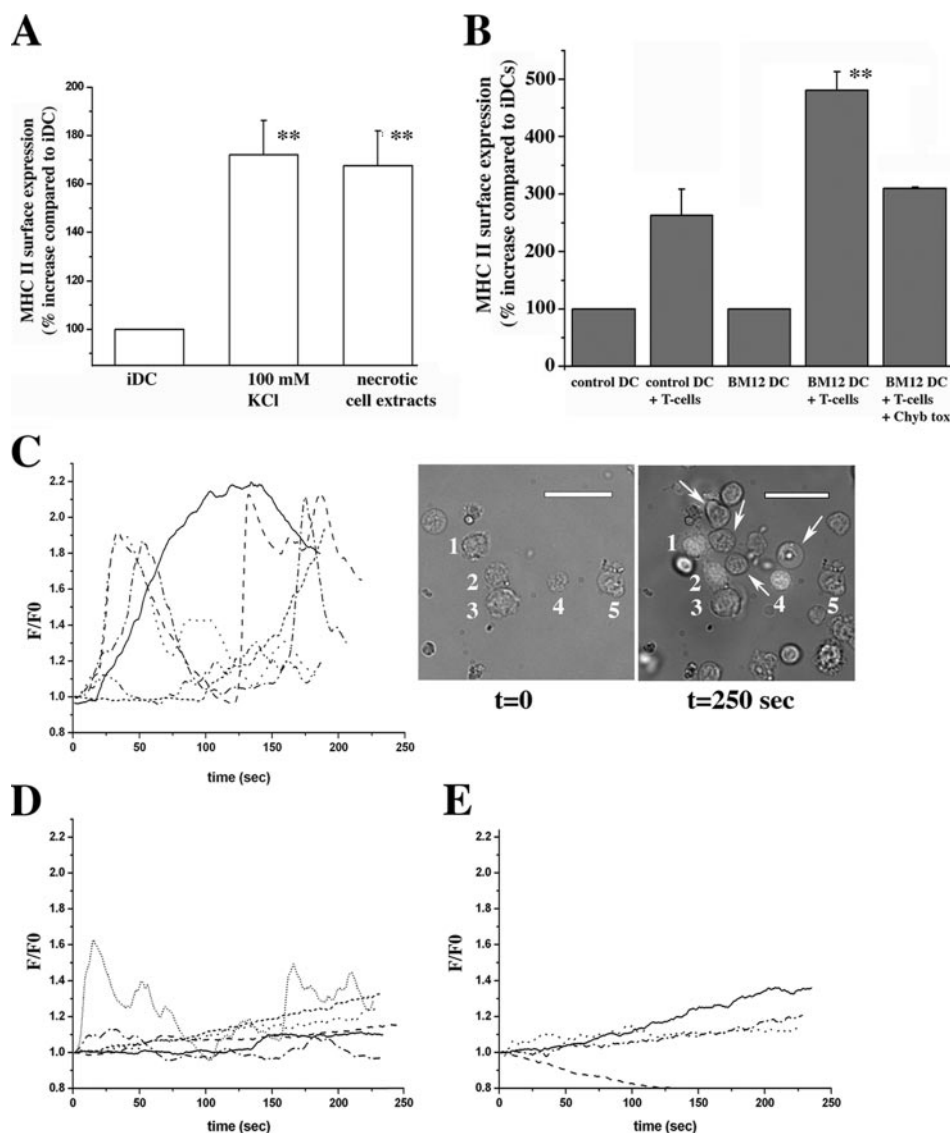 A
MHC II surface expression
(% increase compared to iDC)
200
180
160
140
120
100
**
**
iDC
100 mM
KCl
necrotic
cell extracts
B
MHC II surface expression
(% increase compared to iDCs)
500
400
300
200
100
0
**
control DC
control DC
+ T-cells
BM12 DC
BM12 DC
+ T-cells
BM12 DC
+ T-cells
+ Chyb tox
C
F/F0
2.2
2.0
1.8
1.6
1.4
1.2
1.0
0.8
0 50 100 150 200 250
time (sec)
1
2
3
4
5
t=0
1
2
3
4
5
t=250 sec
D
F/F0
2.2
2.0
1.8
1.6
1.4
1.2
1.0
0.8
0 50 100 150 200 250
time (sec)
E
F/F0
2.2
2.0
1.8
1.6
1.4
1.2
1.0
0.8
0 50 100 150 200 250
time (sec)